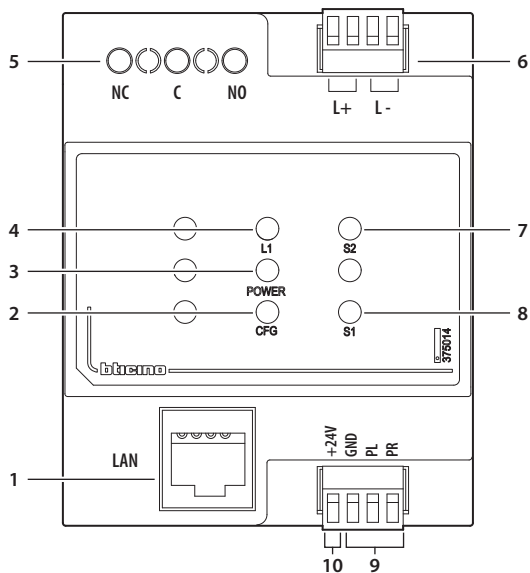 5
6
NC C NO
L+ L -
4
7
L1
S2
3
POWER
2
8
CFG
S1
375014
bticino
LAN
+24V
GND
PL
PR
1
10 9